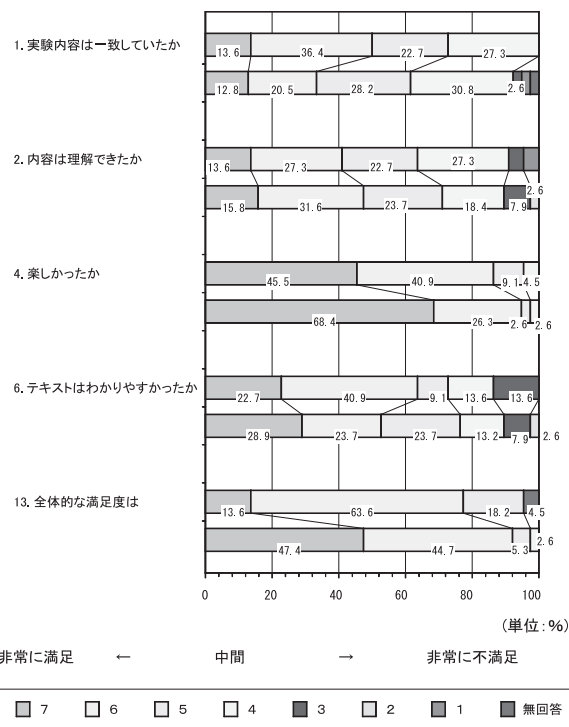 1. 実験内容は一致していたか
13.6 36.4 22.7 27.3
12.8 20.5 28.2 30.8 2.6
2. 内容は理解できたか
13.6 27.3 22.7 27.3
2.6
15.8 31.6 23.7 18.4 7.9
4. 楽しかったか
45.5 40.9 9.1 4.5
68.4 26.3 2.6 2.6
6. テキストはわかりやすかったか
22.7 40.9 9.1 13.6 13.6
28.9 23.7 23.7 13.2 7.9 2.6
13. 全体的な満足度は
13.6 63.6 18.2 4.5
2.6
47.4 44.7 5.3
0 20 40 60 80 100
(単位:%)
非常に満足 ← 中間 → 非常に不満足
7 6 5 4 3 2 1 無回答